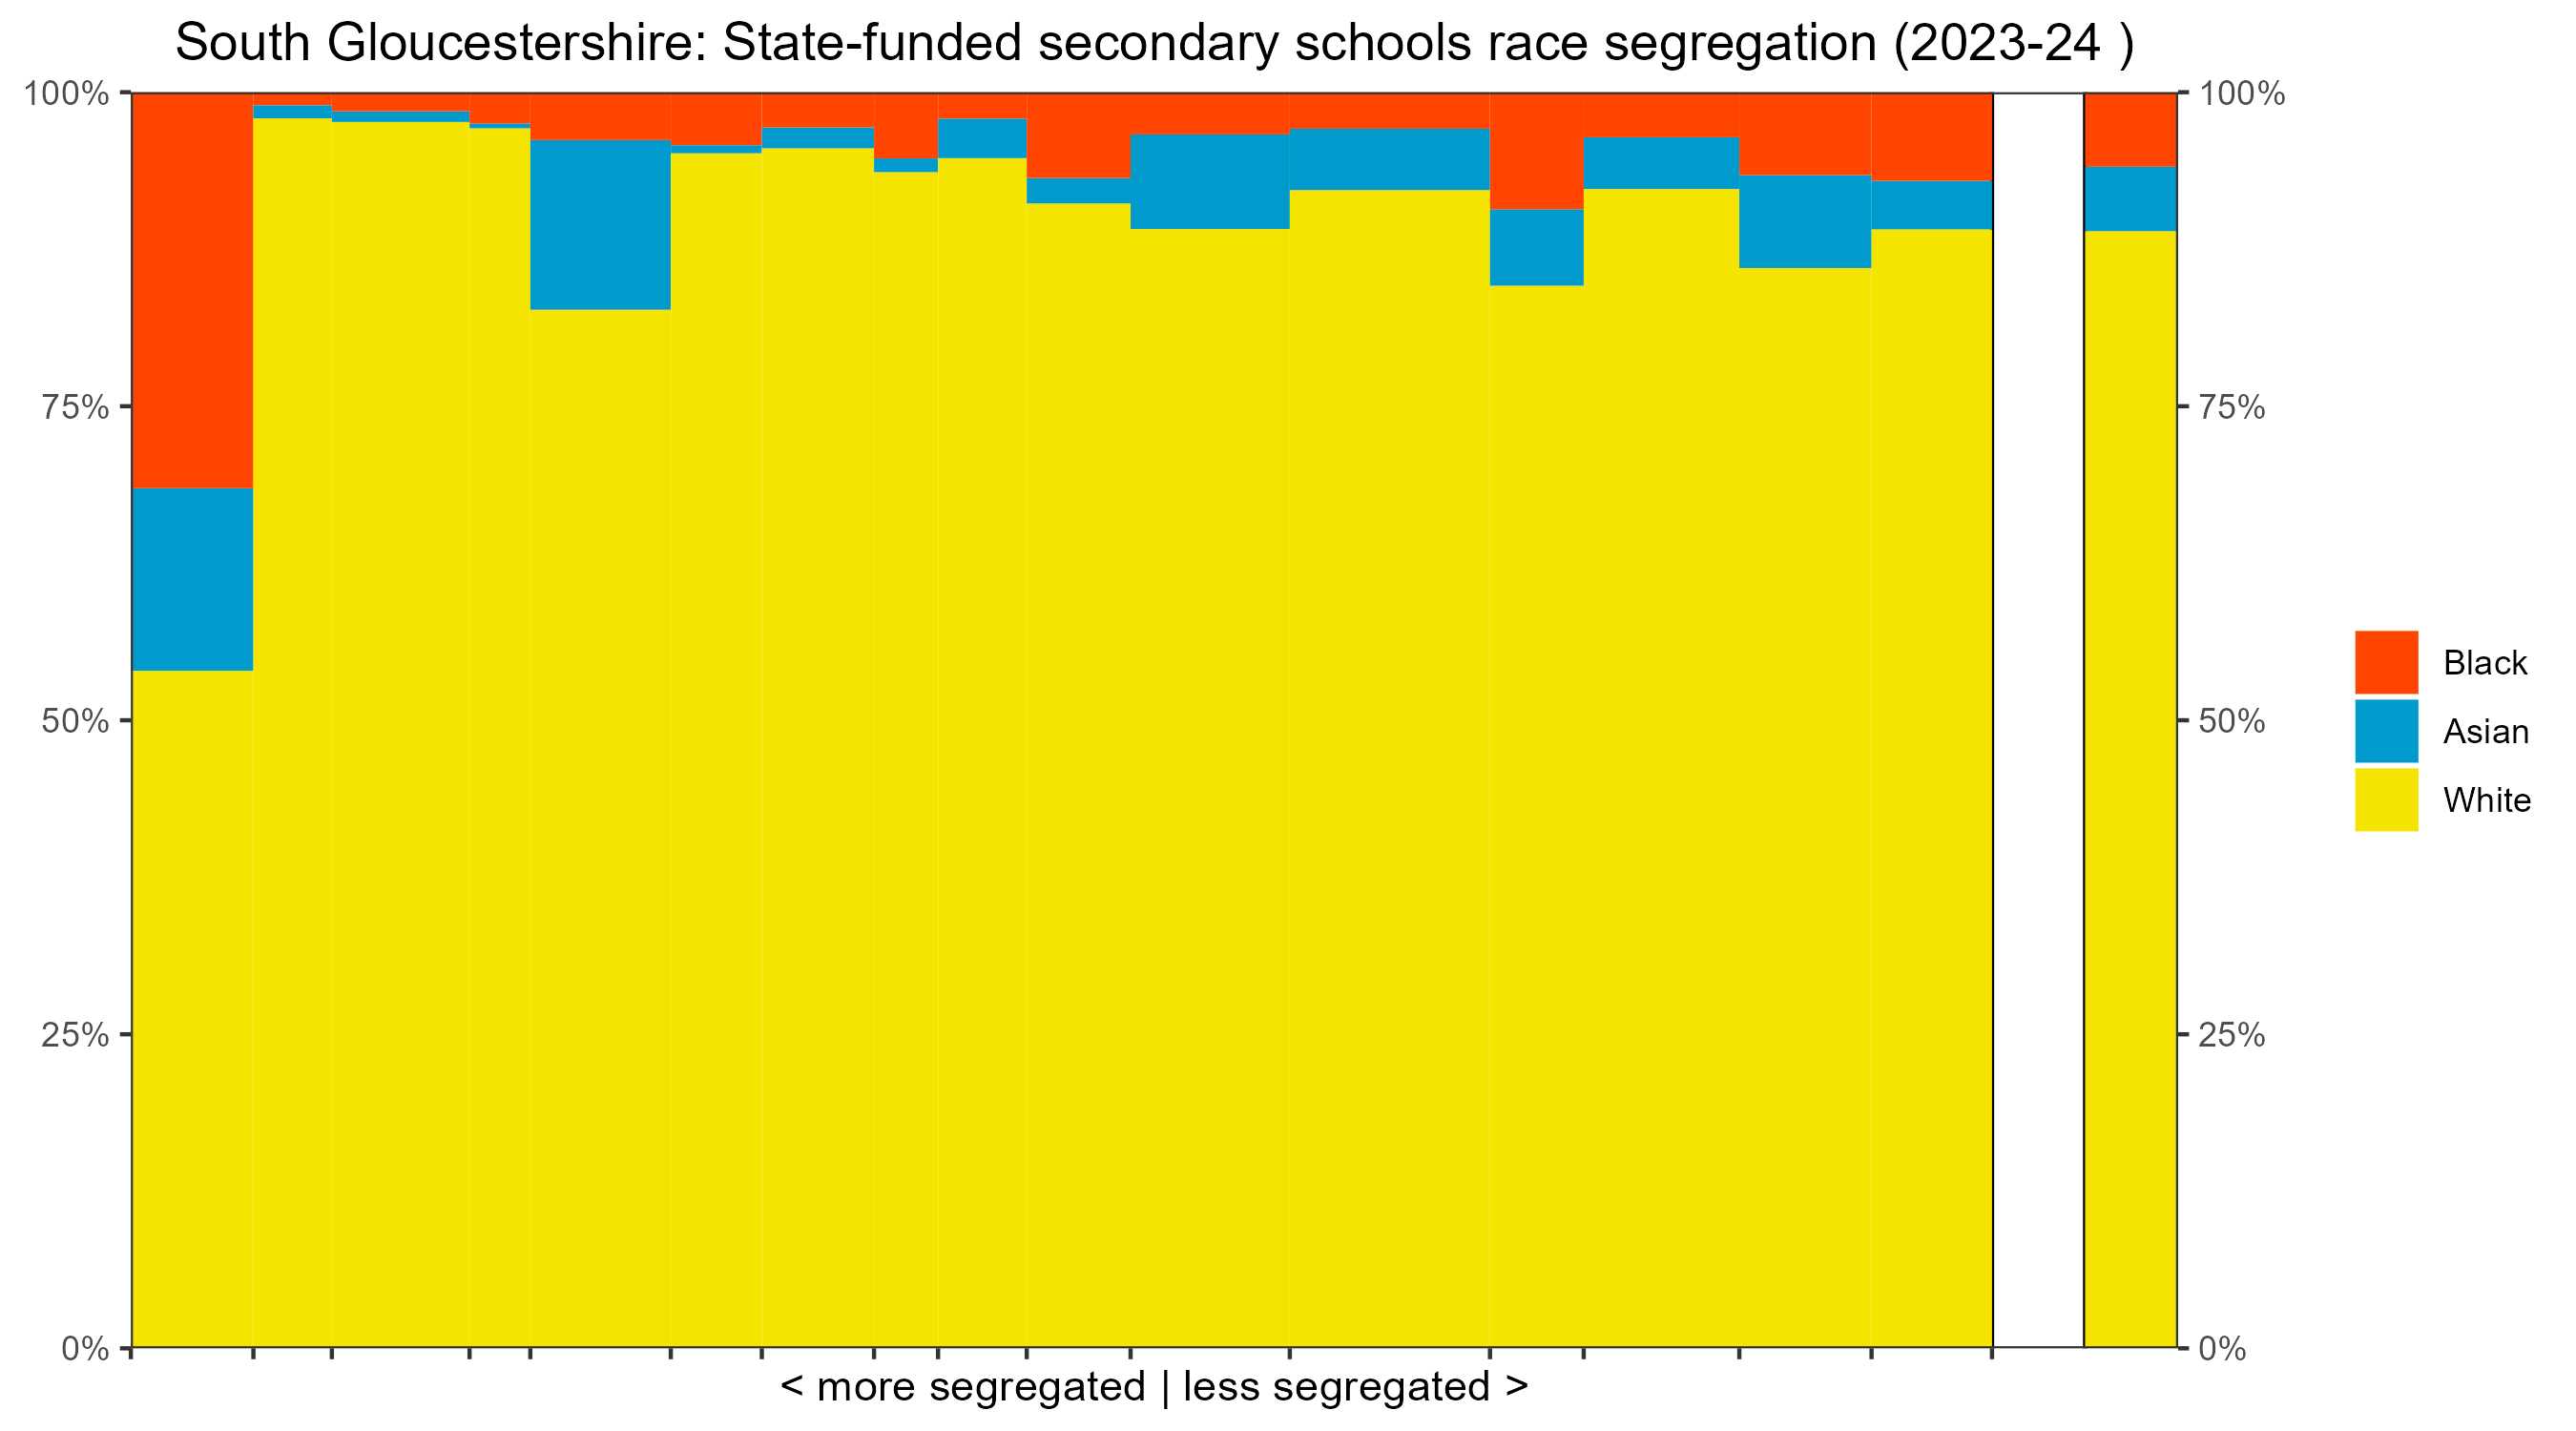 South Gloucestershire: State-funded secondary schools race segregation (2023-24 )
100%
75%
50%
25%
0%
100%
75%
50%
25%
0%
Black
Asian
White
< more segregated | less segregated >